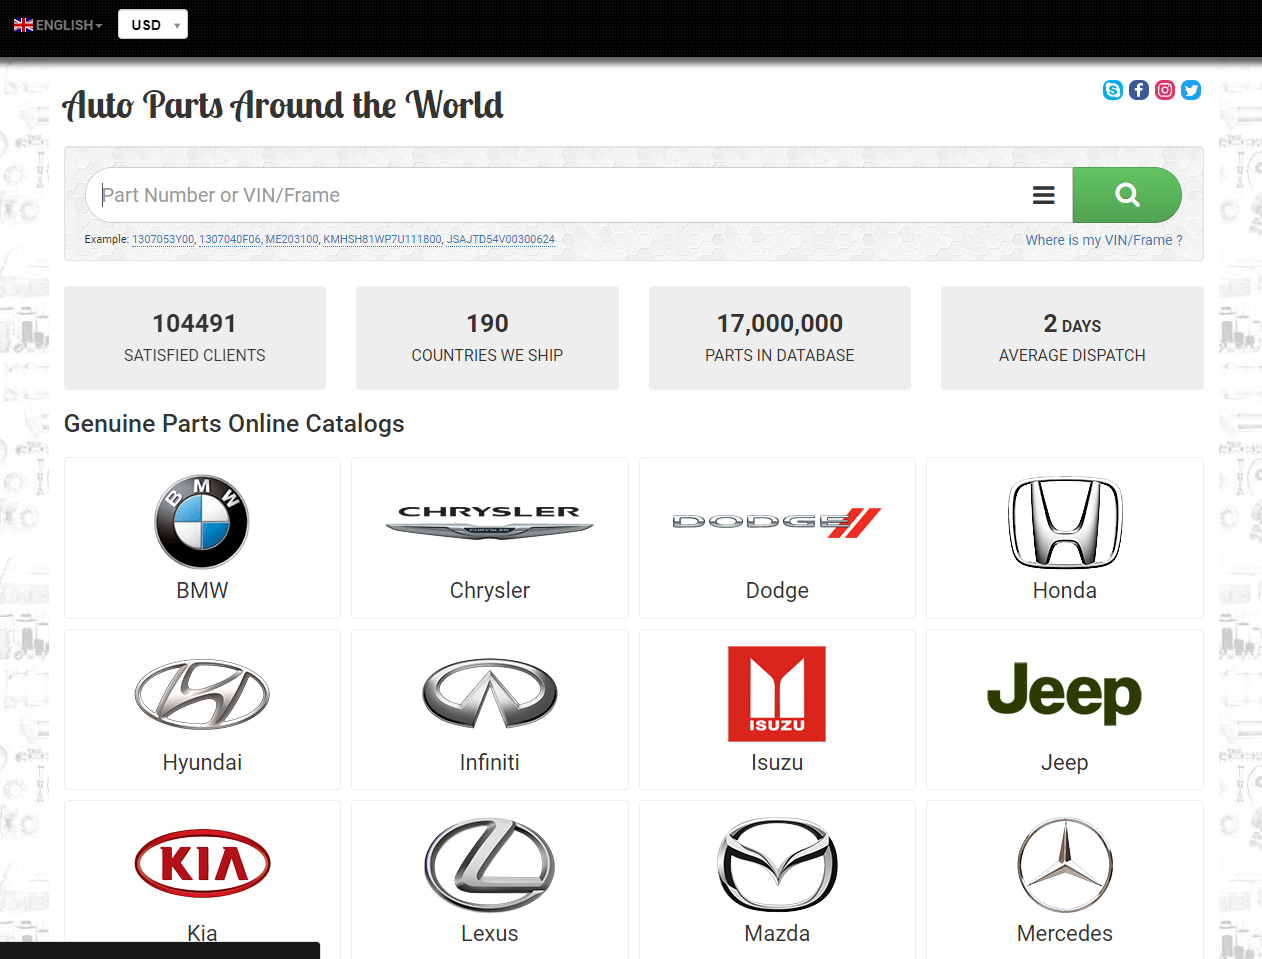 ENGLISH
USD
Auto Parts Around the World
Part Number or VIN/Frame
Example: 1307053Y00, 1307040F06, ME203100, KMHSH81WP7U111800, JSAJTD54V00300624
Where is my VIN/Frame ?
104491
SATISFIED CLIENTS
190
COUNTRIES WE SHIP
17,000,000
PARTS IN DATABASE
2 DAYS
AVERAGE DISPATCH
Genuine Parts Online Catalogs
BMW
CHRYSLER
CHRYSLER
DODGE
BMW
Chrysler
Dodge
Honda
ISUZU
Jeep
Hyundai
Infiniti
Isuzu
Jeep
KIA
Kia
Lexus
Mazda
Mercedes